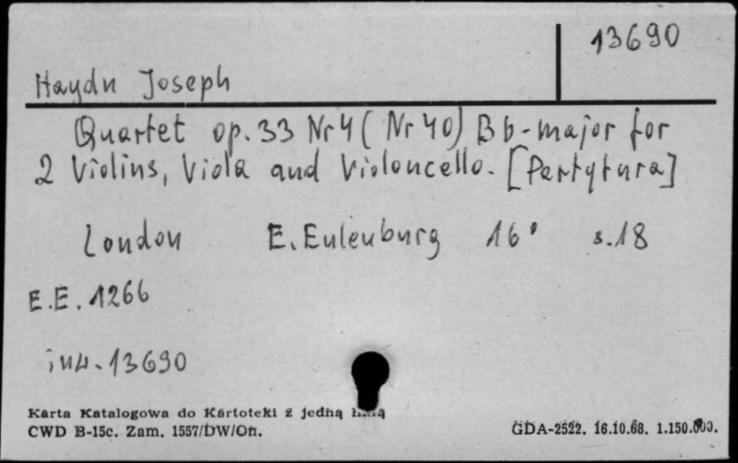 13690
Haydn Joseph
Quartet op.33 Nr 4 ( Nr 40) Bb-major for
2 Violins, Viola and Violoncello. [Partytura]
London E. Eulenburg 16° s.18
E.E. 1266
inw. 13690
Karta Katalogowa do Kartoteki z jedną linią
CWD B-15c. Zam. 1557/DW/On. GDA-2522. 16.10.68. 1.150.000.